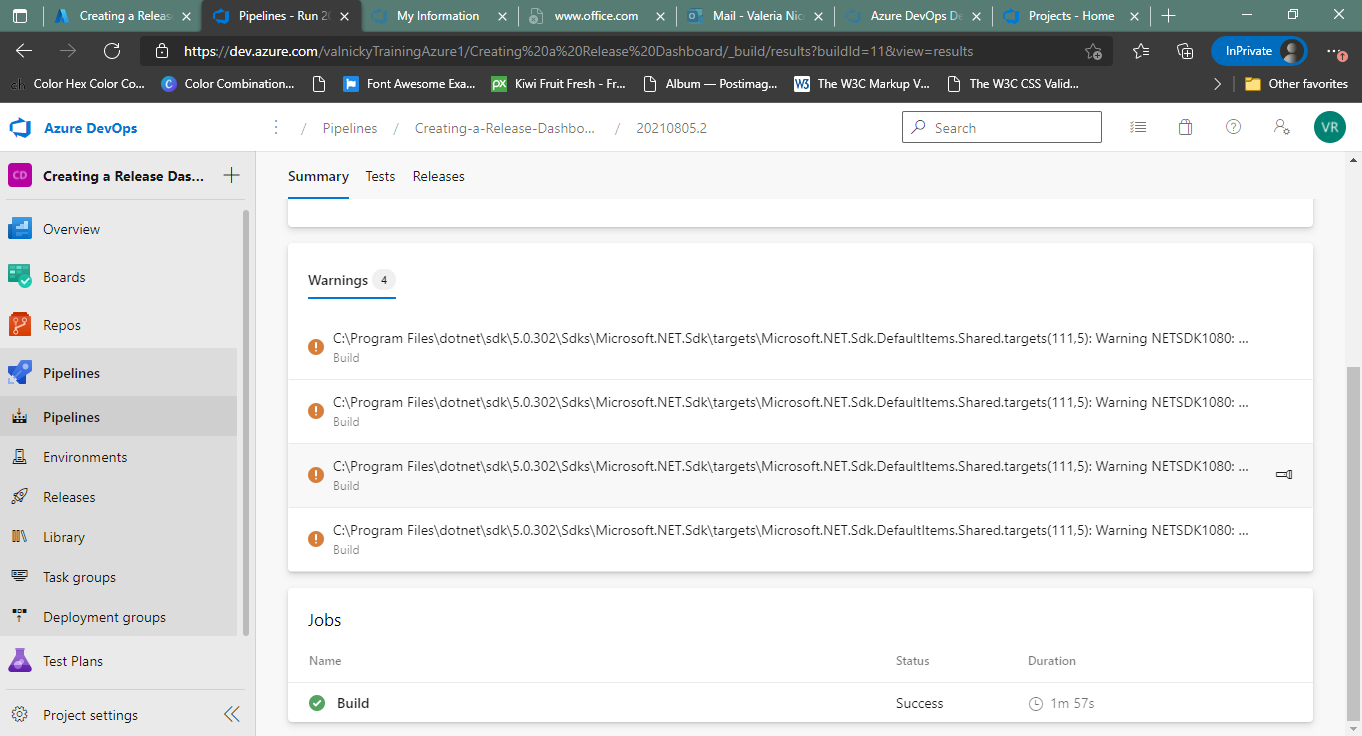 Creating a Releas
Pipelines - Run 20
My Information
www.office.com
Mail - Valeria Nic
Azure DevOps De
Projects - Home
https://dev.azure.com/valnickyTrainingAzure1/Creating%20a%20Release%20Dashboard/_build/results?buildId=11&view=results
InPrivate
Color Hex Color Co...
Color Combination...
Font Awesome Exa...
px
Kiwi Fruit Fresh - Fr...
Album — Postimag...
W3
The W3C Markup V...
The W3C CSS Valid...
Other favorites
Azure DevOps
/ Pipelines / Creating-a-Release-Dashbo... / 20210805.2
Search
VR
CD
Creating a Release Das...
Overview
Boards
Repos
Pipelines
Pipelines
Environments
Releases
Library
Task groups
Deployment groups
Test Plans
Project settings
Summary Tests Releases
Warnings 4
C:\Program Files\dotnet\sdk\5.0.302\Sdks\Microsoft.NET.Sdk\targets\Microsoft.NET.Sdk.DefaultItems.Shared.targets(111,5): Warning NETSDK1080: ...
Build
C:\Program Files\dotnet\sdk\5.0.302\Sdks\Microsoft.NET.Sdk\targets\Microsoft.NET.Sdk.DefaultItems.Shared.targets(111,5): Warning NETSDK1080: ...
Build
C:\Program Files\dotnet\sdk\5.0.302\Sdks\Microsoft.NET.Sdk\targets\Microsoft.NET.Sdk.DefaultItems.Shared.targets(111,5): Warning NETSDK1080: ...
Build
C:\Program Files\dotnet\sdk\5.0.302\Sdks\Microsoft.NET.Sdk\targets\Microsoft.NET.Sdk.DefaultItems.Shared.targets(111,5): Warning NETSDK1080: ...
Build
Jobs
Name Status Duration
Build Success 1m 57s